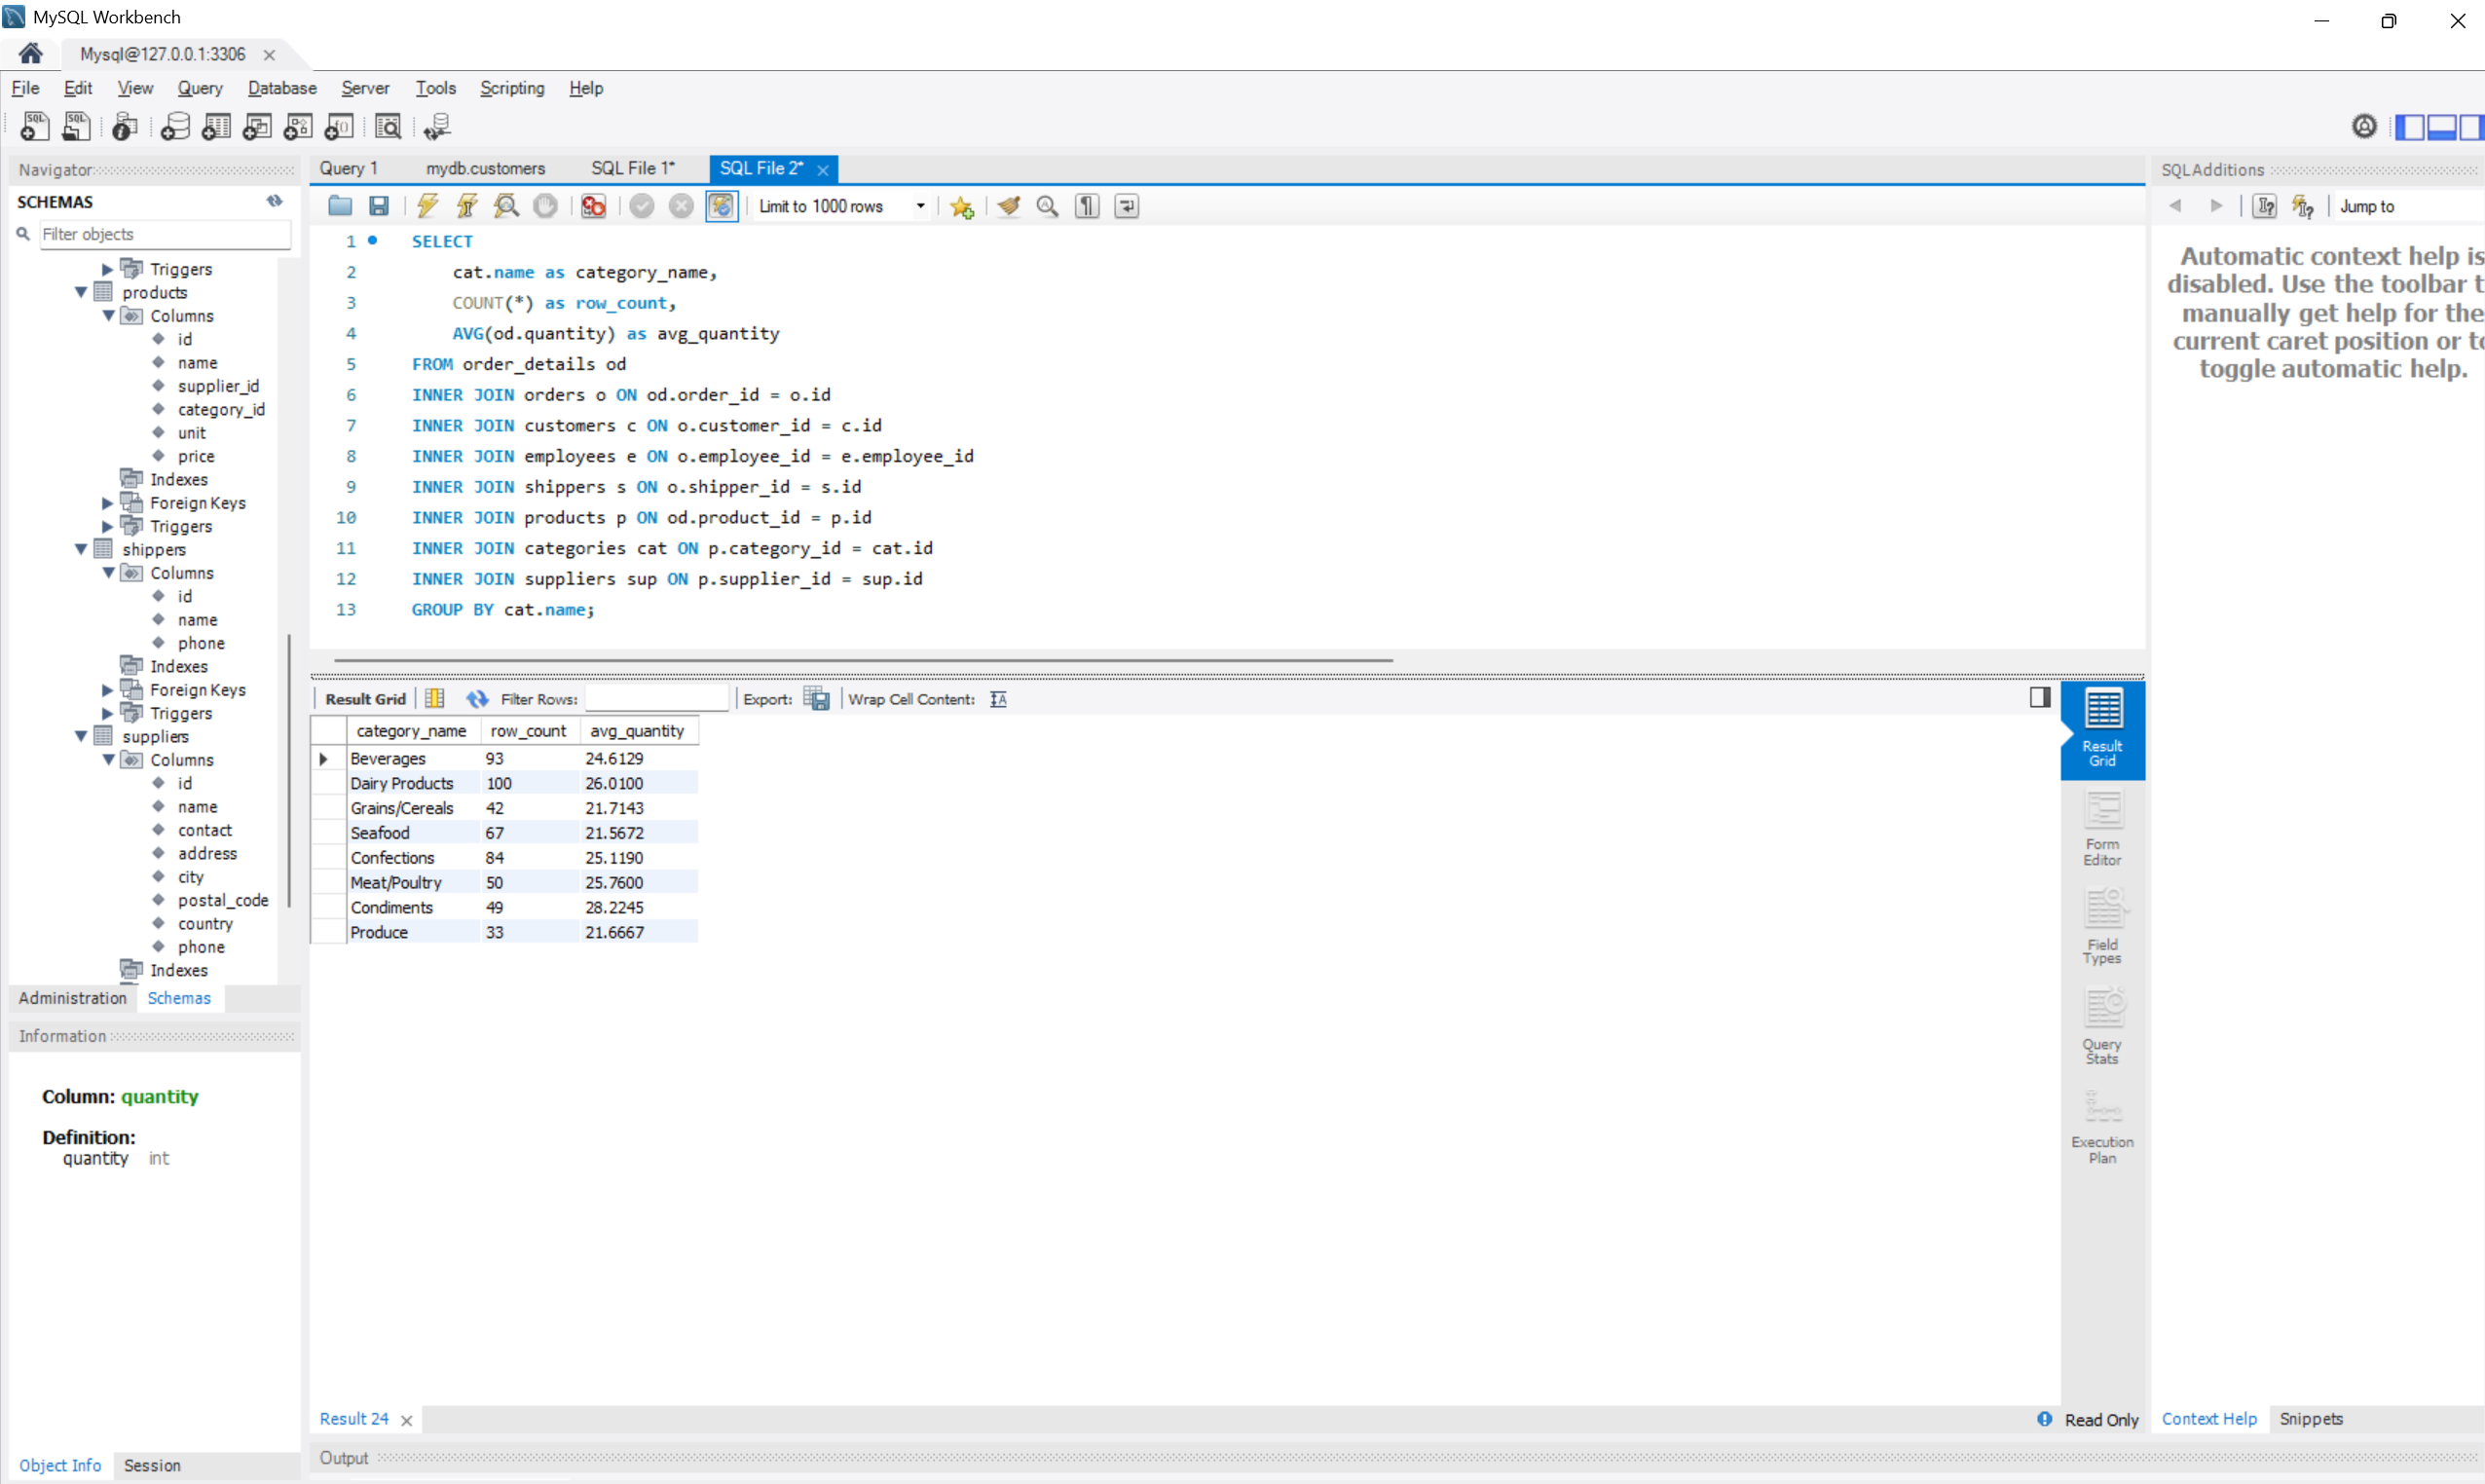 MySQL Workbench
Mysql@127.0.0.1:3306
File Edit View Query Database Server Tools Scripting Help
Navigator
SCHEMAS
Filter objects
Triggers
products
Columns
id
name
supplier_id
category_id
unit
price
Indexes
Foreign Keys
Triggers
shippers
Columns
id
name
phone
Indexes
Foreign Keys
Triggers
suppliers
Columns
id
name
contact
address
city
postal_code
country
phone
Indexes
Administration Schemas
Information
Column: quantity
Definition:
quantity int
Object Info Session
Query 1 mydb.customers SQL File 1* SQL File 2*
Limit to 1000 rows
1 SELECT
2 cat.name as category_name,
3 COUNT(*) as row_count,
4 AVG(od.quantity) as avg_quantity
5 FROM order_details od
6 INNER JOIN orders o ON od.order_id = o.id
7 INNER JOIN customers c ON o.customer_id = c.id
8 INNER JOIN employees e ON o.employee_id = e.employee_id
9 INNER JOIN shippers s ON o.shipper_id = s.id
10 INNER JOIN products p ON od.product_id = p.id
11 INNER JOIN categories cat ON p.category_id = cat.id
12 INNER JOIN suppliers sup ON p.supplier_id = sup.id
13 GROUP BY cat.name;
Result Grid Filter Rows: Export: Wrap Cell Content:
category_name row_count avg_quantity
Beverages 93 24.6129
Dairy Products 100 26.0100
Grains/Cereals 42 21.7143
Seafood 67 21.5672
Confections 84 25.1190
Meat/Poultry 50 25.7600
Condiments 49 28.2245
Produce 33 21.6667
Result
Grid
Form
Editor
Field
Types
Query
Stats
Execution
Plan
Result 24
Read Only
Output
SQLAdditions
Jump to
Automatic context help is
disabled. Use the toolbar t
manually get help for the
current caret position or to
toggle automatic help.
Context Help Snippets